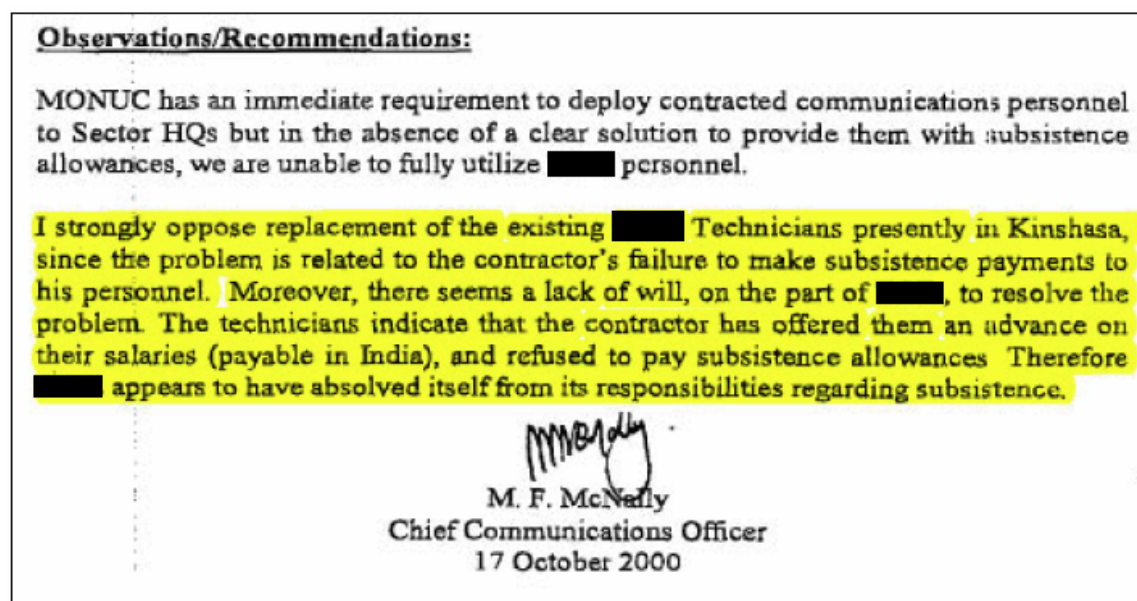 Observations/Recommendations:
MONUC has an immediate requirement to deploy contracted communications personnel
to Sector HQs but in the absence of a clear solution to provide them with subsistence
allowances, we are unable to fully utilize personnel.
I strongly oppose replacement of the existing Technicians presently in Kinshasa,
since the problem is related to the contractor's failure to make subsistence payments to
his personnel. Moreover, there seems a lack of will, on the part of , to resolve the
problem. The technicians indicate that the contractor has offered them an advance on
their salaries (payable in India), and refused to pay subsistence allowances Therefore
appears to have absolved itself from its responsibilities regarding subsistence.
M. F. McNally
Chief Communications Officer
17 October 2000